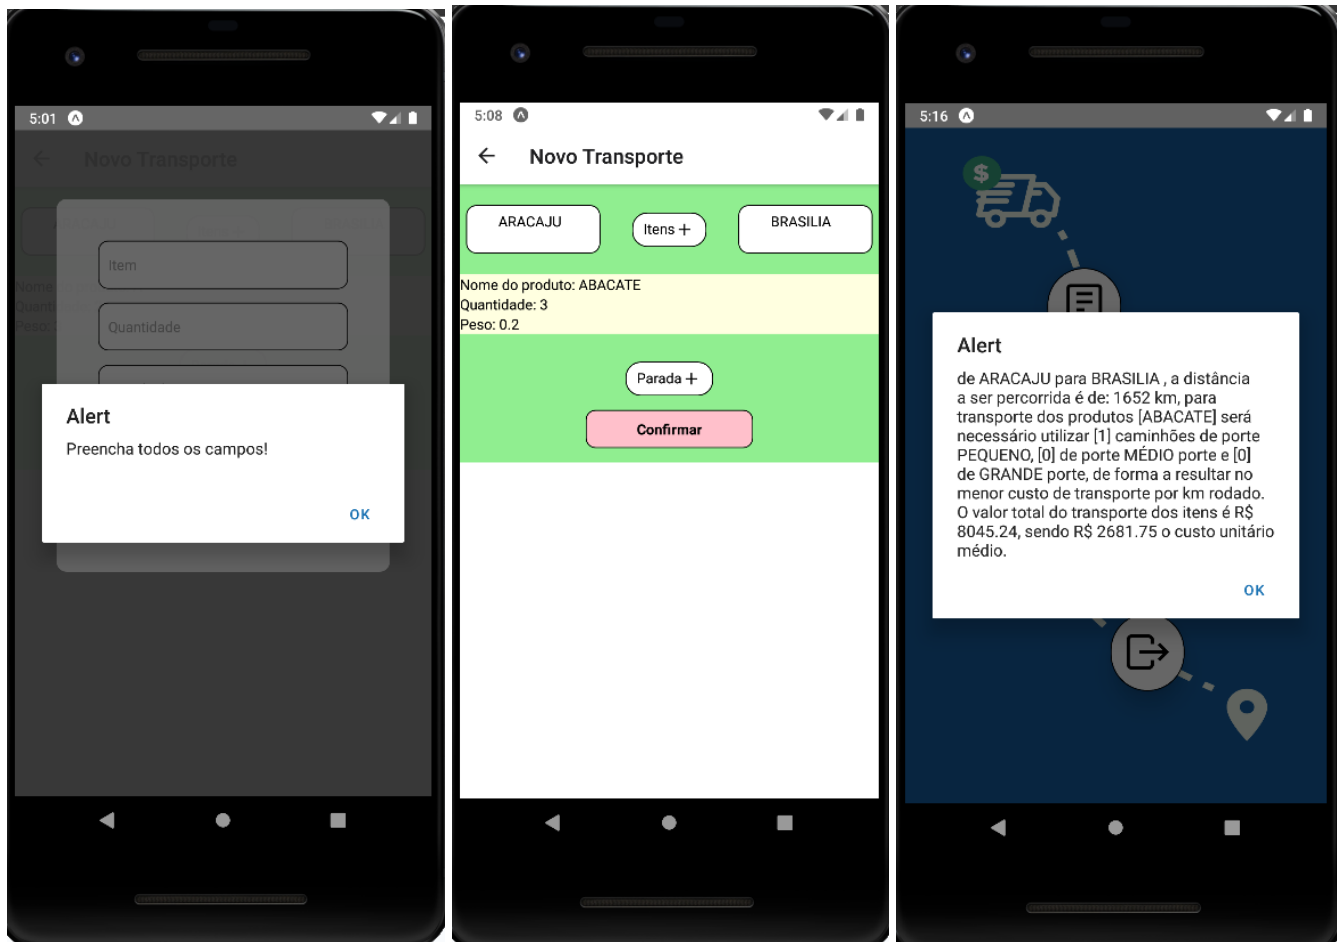 5:01
Novo Transporte
Item
Nome
Quantidade
Quant
Peso:
Alert
Preencha todos os campos!
OK
5:08
Novo Transporte
ARACAJU
Itens +
BRASILIA
Nome do produto: ABACATE
Quantidade: 3
Peso: 0.2
Parada +
Confirmar
5:16
$
Alert
de ARACAJU para BRASILIA , a distância
a ser percorrida é de: 1652 km, para
transporte dos produtos [ABACATE] será
necessário utilizar [1] caminhões de porte
PEQUENO, [0] de porte MÉDIO porte e [0]
de GRANDE porte, de forma a resultar no
menor custo de transporte por km rodado.
O valor total do transporte dos itens é R$
8045.24, sendo R$ 2681.75 o custo unitário
médio.
OK